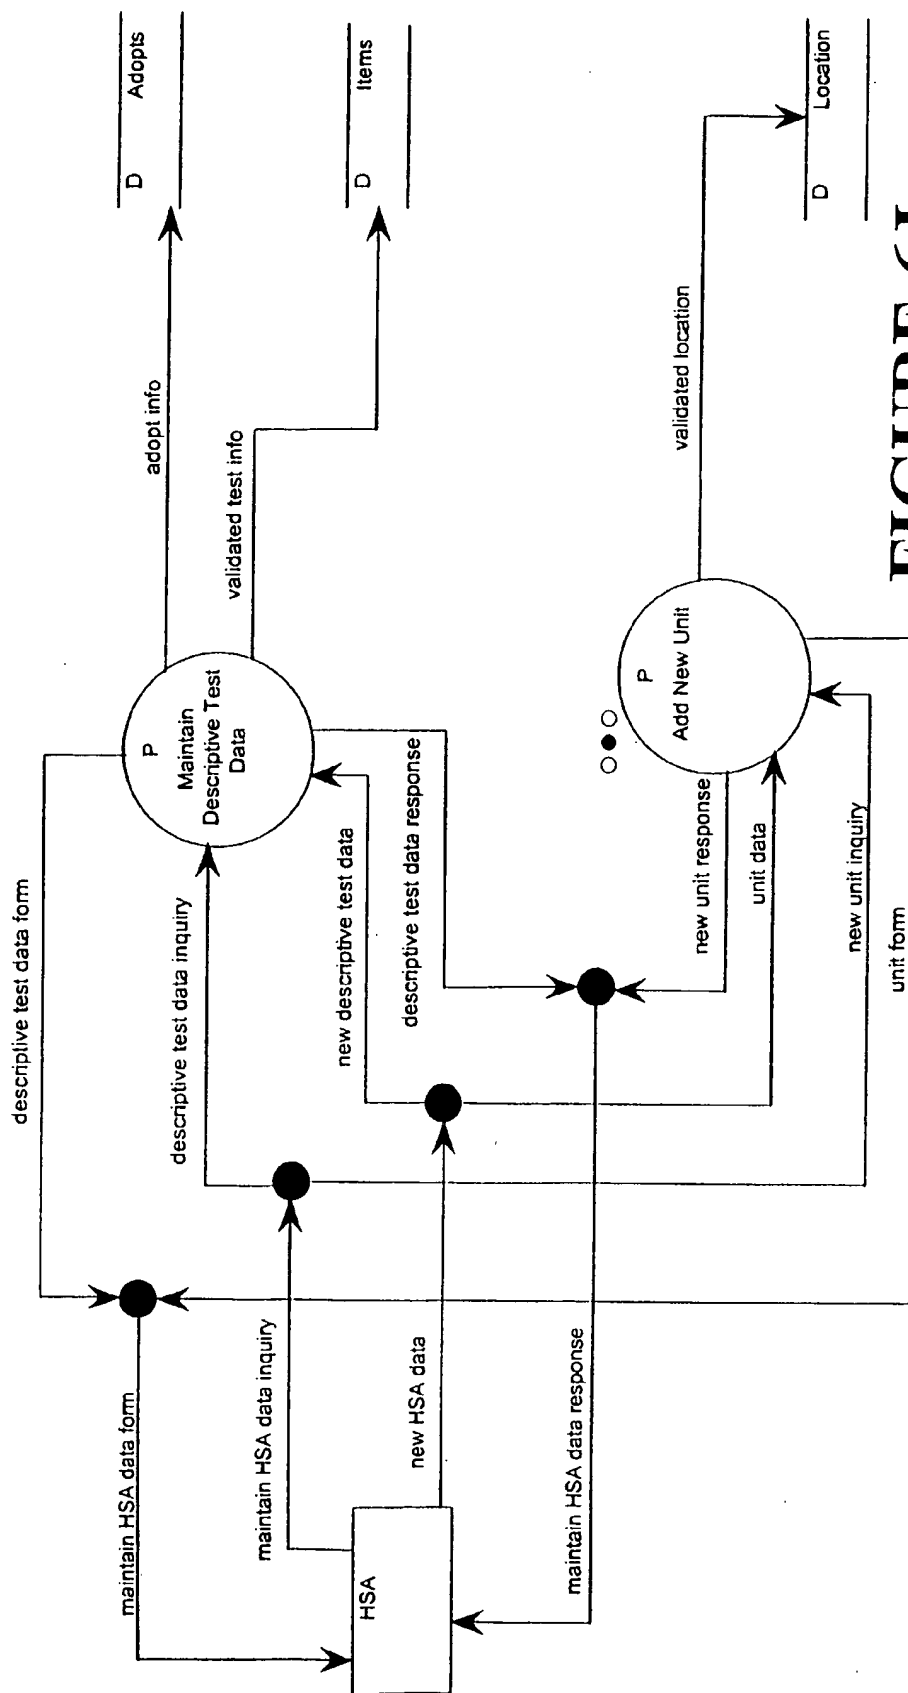 D Adopts
D Items
D Location
adopt info
validated test info
validated location
P
Maintain
Descriptive Test
Data
P
Add New Unit
descriptive test data form
descriptive test data inquiry
new descriptive test data
descriptive test data response
new unit response
unit data
new unit inquiry
unit form
maintain HSA data form
maintain HSA data inquiry
new HSA data
maintain HSA data response
HSA
FIGURE